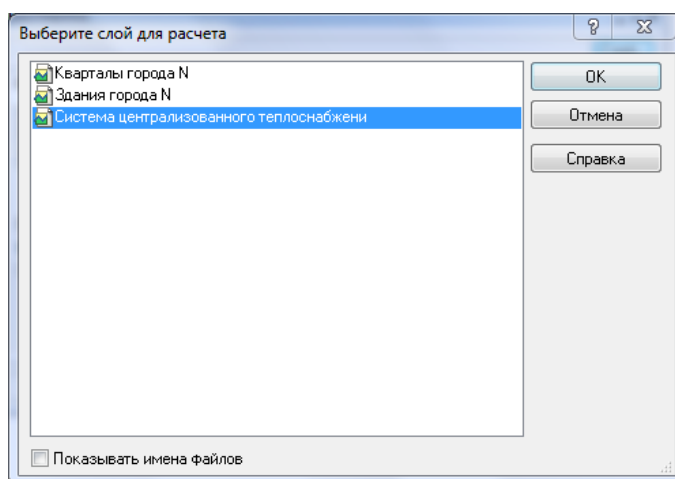 Выберите слой для расчета
Кварталы города N
Здания города N
Система централизованного теплоснабжени
OK
Отмена
Справка
Показывать имена файлов